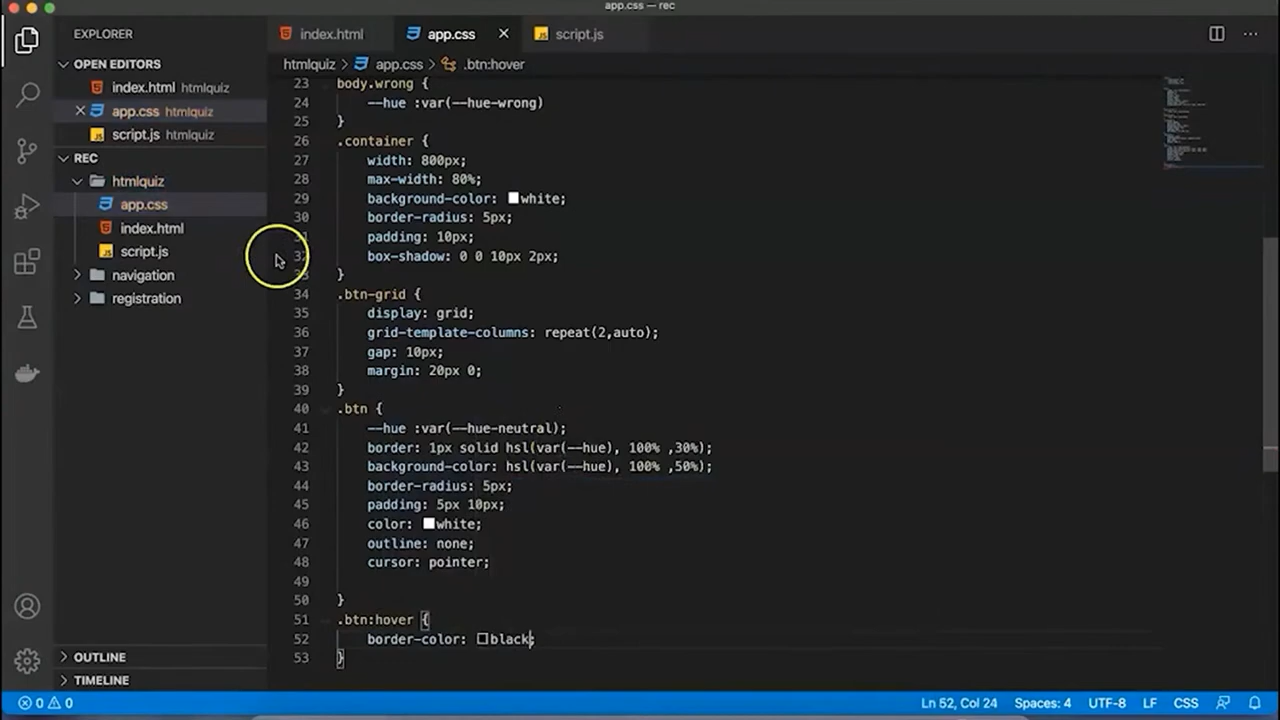 app.css — rec
EXPLORER
index.html
app.css
script.js
OPEN EDITORS
htmlquiz
app.css
.btn:hover
index.html htmlquiz
app.css htmlquiz
script.js htmlquiz
REC
htmlquiz
app.css
index.html
script.js
navigation
registration
OUTLINE
TIMELINE
23 body.wrong {
24 --hue :var(--hue-wrong)
25 }
26 .container {
27 width: 800px;
28 max-width: 80%;
29 background-color: white;
30 border-radius: 5px;
31 padding: 10px;
32 box-shadow: 0 0 10px 2px;
33 }
34 .btn-grid {
35 display: grid;
36 grid-template-columns: repeat(2,auto);
37 gap: 10px;
38 margin: 20px 0;
39 }
40 .btn {
41 --hue :var(--hue-neutral);
42 border: 1px solid hsl(var(--hue), 100% ,30%);
43 background-color: hsl(var(--hue), 100% ,50%);
44 border-radius: 5px;
45 padding: 5px 10px;
46 color: white;
47 outline: none;
48 cursor: pointer;
49
50 }
51 .btn:hover {
52 border-color: black;
53 }
0 0
Ln 52, Col 24
Spaces: 4
UTF-8
LF
CSS